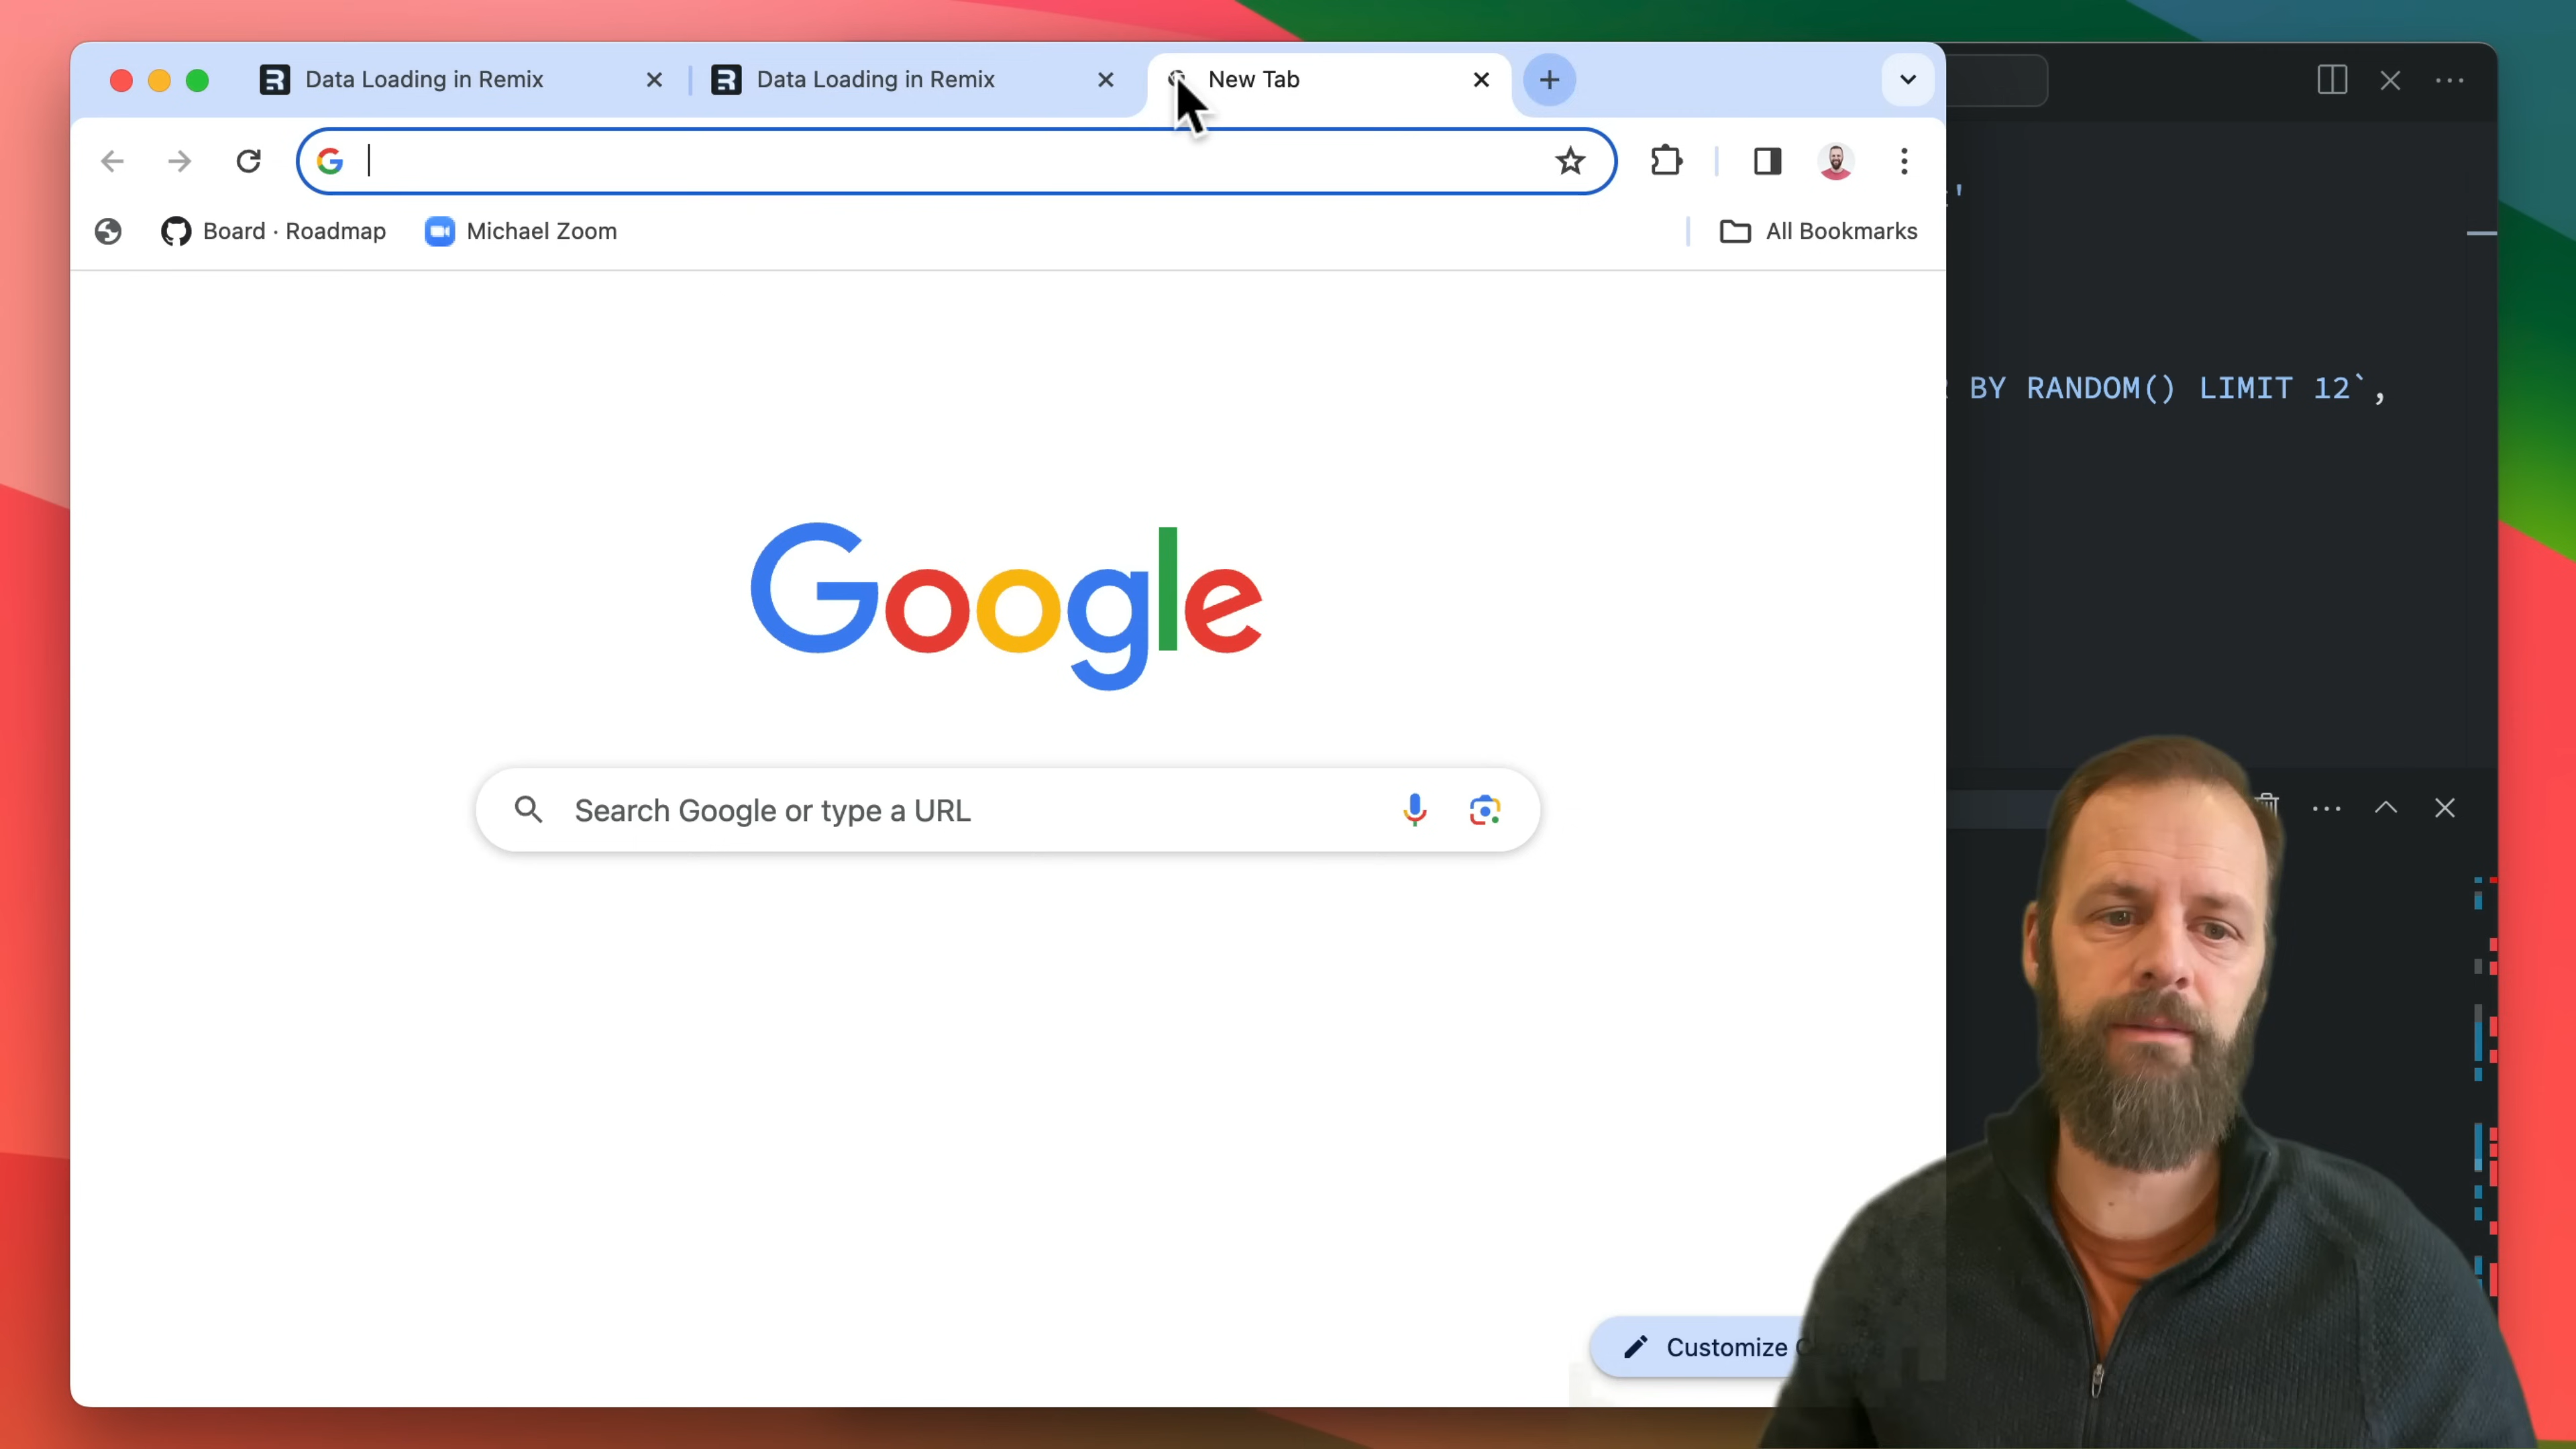 Data Loading in Remix
Data Loading in Remix
New Tab
Board · Roadmap
Michael Zoom
All Bookmarks
'
BY RANDOM() LIMIT 12`,
Google
Search Google or type a URL
Customize